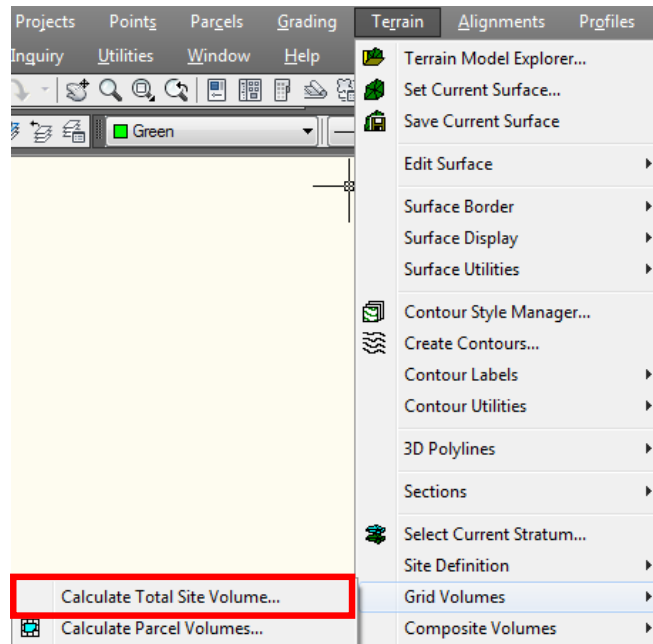 Projects Points Parcels Grading Terrain Alignments Profiles
Inquiry Utilities Window Help
Green
Terrain Model Explorer...
Set Current Surface...
Save Current Surface
Edit Surface
Surface Border
Surface Display
Surface Utilities
Contour Style Manager...
Create Contours...
Contour Labels
Contour Utilities
3D Polylines
Sections
Select Current Stratum...
Site Definition
Grid Volumes
Composite Volumes
Calculate Total Site Volume...
Calculate Parcel Volumes...